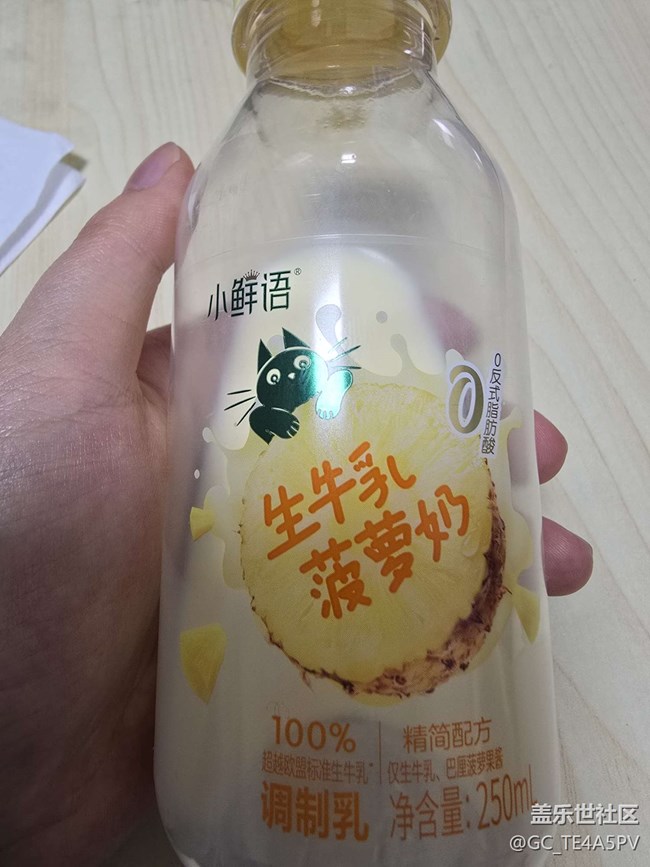 小鲜语®
0反式脂肪酸
生牛乳
菠萝奶
100%
超越欧盟标准生牛乳
调制乳
精简配方
仅生牛乳、巴厘菠萝果酱
净含量:250mL
盖乐世社区
@GC_TE4A5PV